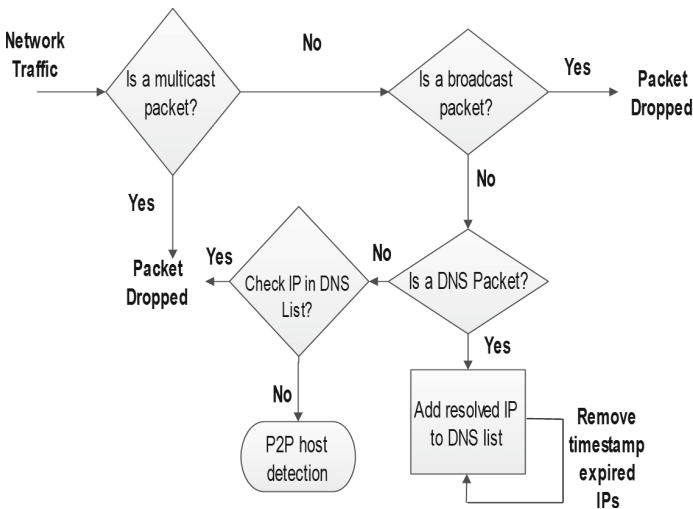 Network
Traffic
Is a multicast
packet?
No
Is a broadcast
packet?
Yes
Packet
Dropped
Yes
No
Packet
Dropped
Yes
Check IP in DNS
List?
No
Is a DNS Packet?
Yes
No
P2P host
detection
Add resolved IP
to DNS list
Remove
timestamp
expired
IPs